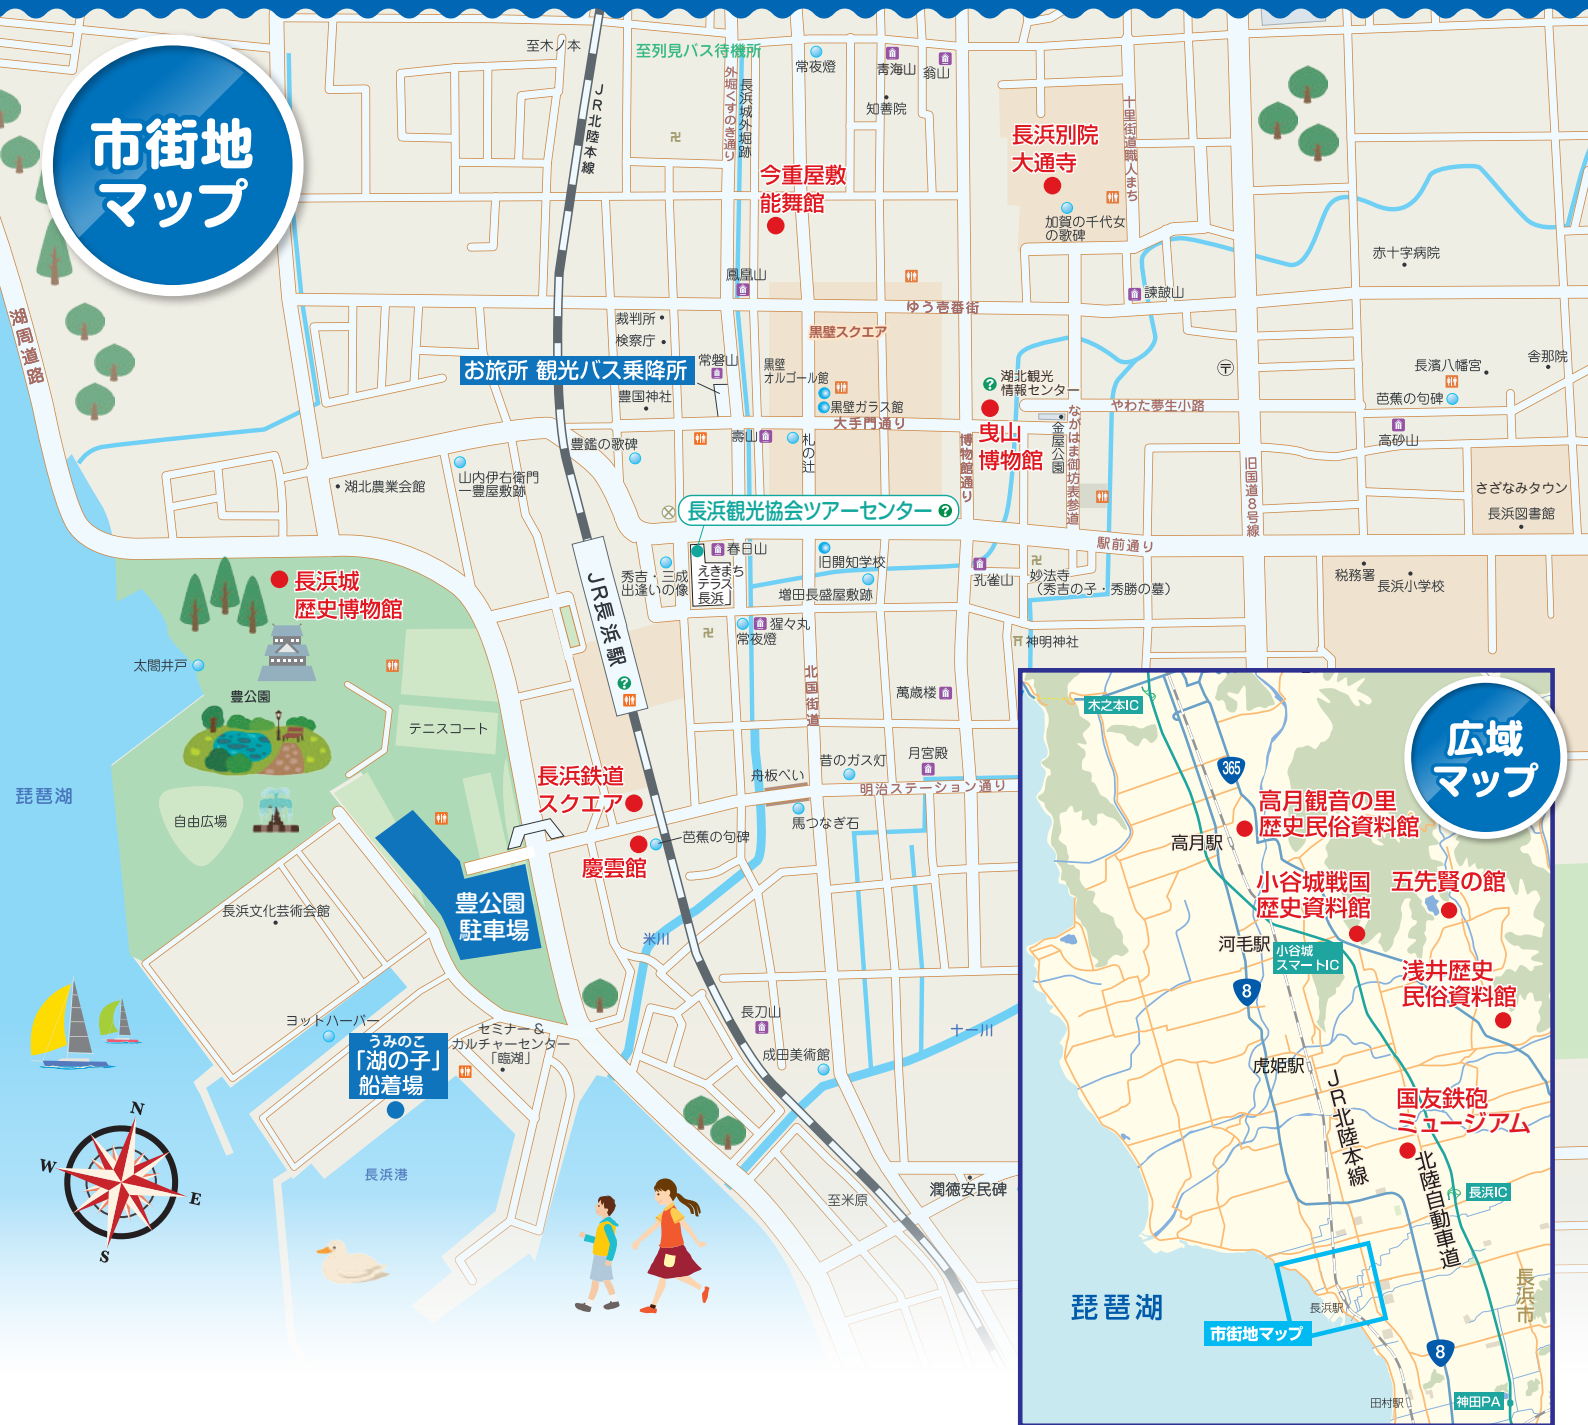 市街地
マップ
至木ノ本
至列見バス待機所
常夜燈
青海山
翁山
知善院
JR北陸本線
外堀くすのき通り
長浜城外堀跡
十里街道職人まち
長浜別院
大通寺
加賀の千代女
の歌碑
今重屋敷
能舞館
鳳凰山
ゆう壱番街
諫鼓山
赤十字病院
湖周道路
裁判所
検察庁
お旅所 観光バス乗降所
常磐山
豊国神社
黒壁スクエア
黒壁
オルゴール館
黒壁ガラス館
大手門通り
湖北観光
情報センター
曳山
博物館
博物館通り
金屋公園
ながはま御坊表参道
やわた夢生小路
長濱八幡宮
舎那院
芭蕉の句碑
高砂山
壽山
札の辻
豊鑑の歌碑
山内伊右衛門
一豊屋敷跡
湖北農業会館
旧国道8号線
さざなみタウン
長浜図書館
長浜観光協会ツアーセンター
駅前通り
春日山
えきまち
テラス
長浜
秀吉・三成
出逢いの像
旧開知学校
増田長盛屋敷跡
孔雀山
妙法寺
(秀吉の子・秀勝の墓)
税務署
長浜小学校
長浜城
歴史博物館
JR長浜駅
猩々丸
常夜燈
神明神社
太閤井戸
豊公園
テニスコート
北国街道
萬歳楼
琵琶湖
自由広場
長浜鉄道
スクエア
舟板べい
昔のガス灯
月宮殿
明治ステーション通り
馬つなぎ石
芭蕉の句碑
慶雲館
豊公園
駐車場
長浜文化芸術会館
米川
ヨットハーバー
うみのこ
「湖の子」
船着場
セミナー&
カルチャーセンター
「臨湖」
長刀山
成田美術館
十一川
N
W
E
S
長浜港
至米原
潤徳安民碑
広域
マップ
木之本IC
365
高月観音の里
歴史民俗資料館
高月駅
小谷城戦国
歴史資料館
五先賢の館
河毛駅
小谷城
スマートIC
8
浅井歴史
民俗資料館
虎姫駅
JR北陸本線
国友鉄砲
ミュージアム
北陸自動車道
長浜IC
琵琶湖
長浜駅
市街地マップ
長浜市
8
田村駅
神田PA